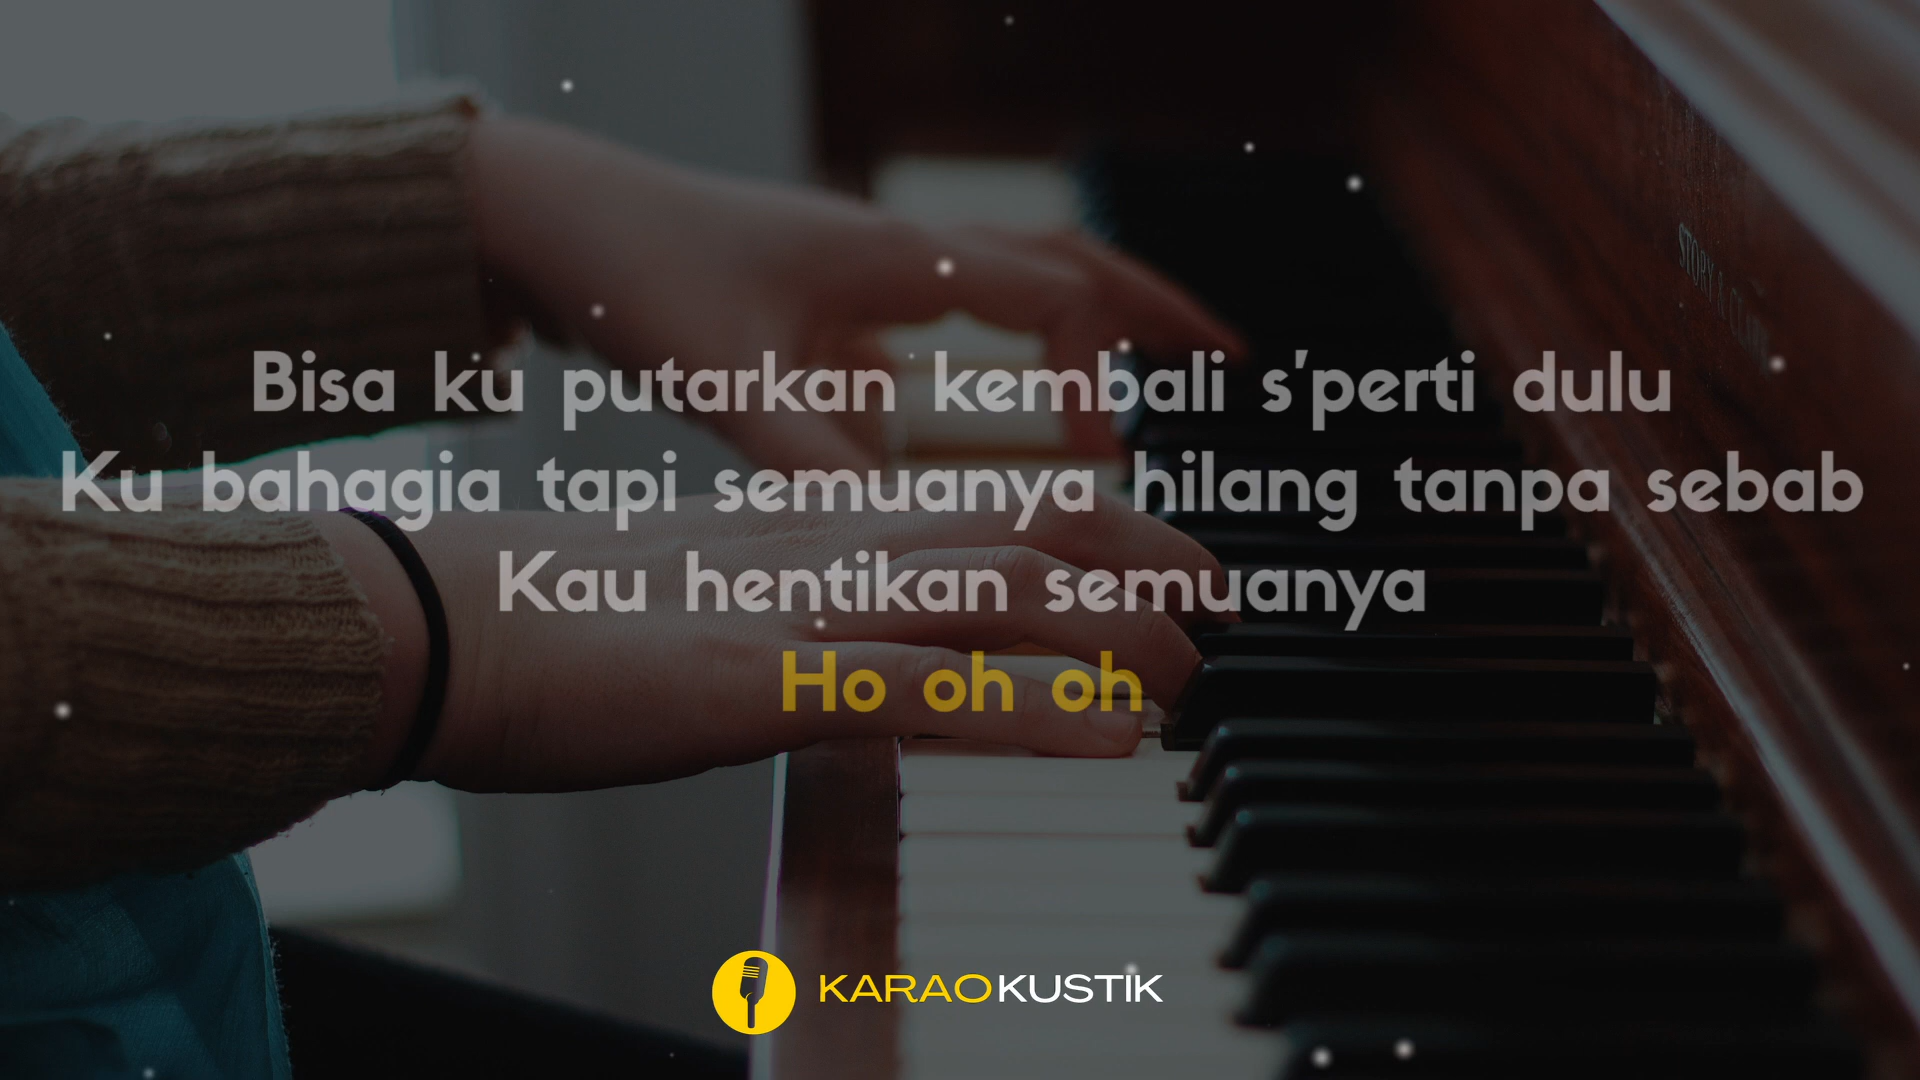 Bisa ku putarkan kembali s'perti dulu
Ku bahagia tapi semuanya hilang tanpa sebab
Kau hentikan semuanya
Ho oh oh
KARAOKUSTIK